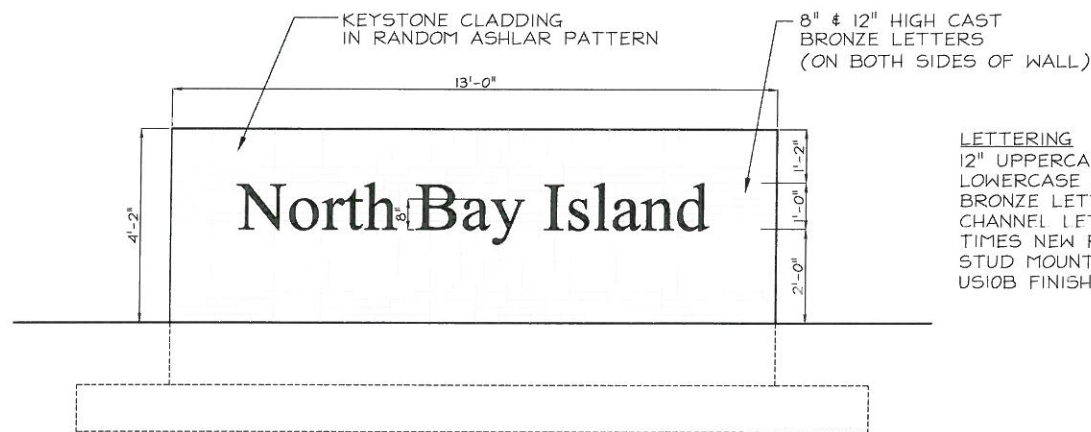 KEYSTONE CLADDING
IN RANDOM ASHLAR PATTERN
8" & 12" HIGH CAST
BRONZE LETTERS
(ON BOTH SIDES OF WALL)
13'-0"
4'-2"
North Bay Island
8"
1'-2"
1'-0"
2'-0"
LETTERING
12" UPPERCA
LOWERCASE
BRONZE LETT
CHANNEL LET
TIMES NEW
STUD MOUNT
US10B FINISH